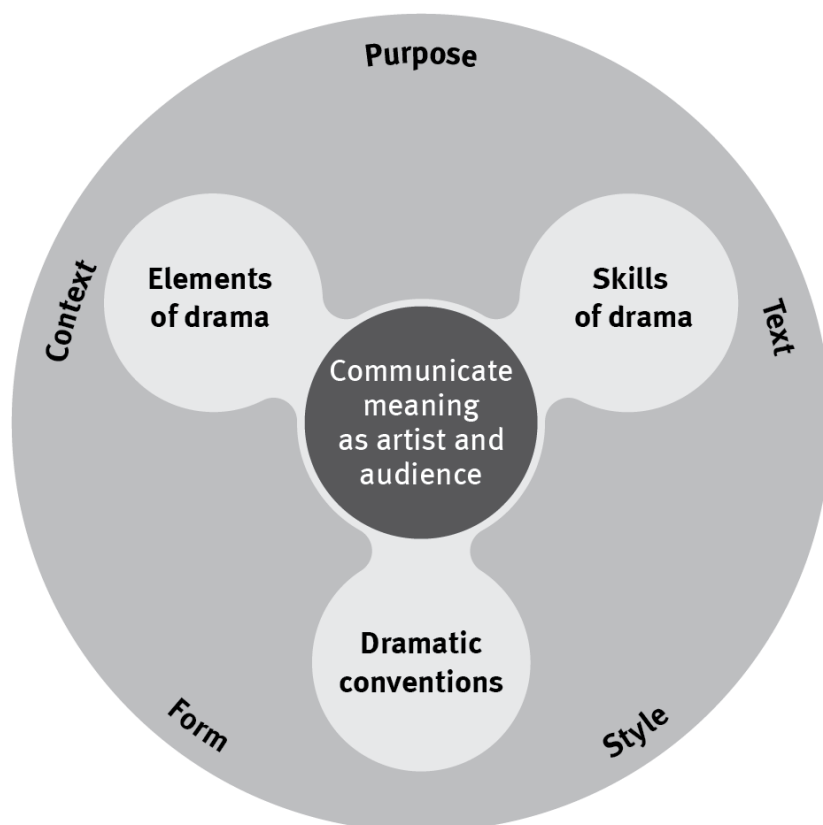 Purpose
Context
Elements
of drama
Skills
of drama
Text
Communicate
meaning
as artist and
audience
Dramatic
conventions
Form
Style